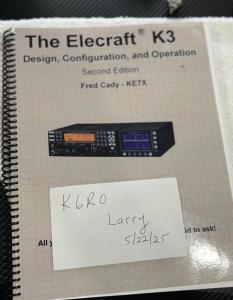 The Elecraft® K3
Design, Configuration, and Operation
Second Edition
Fred Cady - KE7X
K6RO
Larry
5/22/25
All to ask!